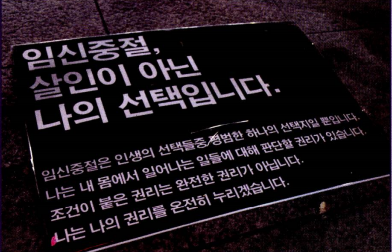 임신중절,
살인이 아닌
나의 선택입니다.
임신중절은 인생의 선택들중 평범한 하나의 선택지일 뿐입니다.
나는 내 몸에서 일어나는 일들에 대해 판단할 권리가 있습니다.
조건이 붙은 권리는 완전한 권리가 아닙니다.
나는 나의 권리를 온전히 누리겠습니다.